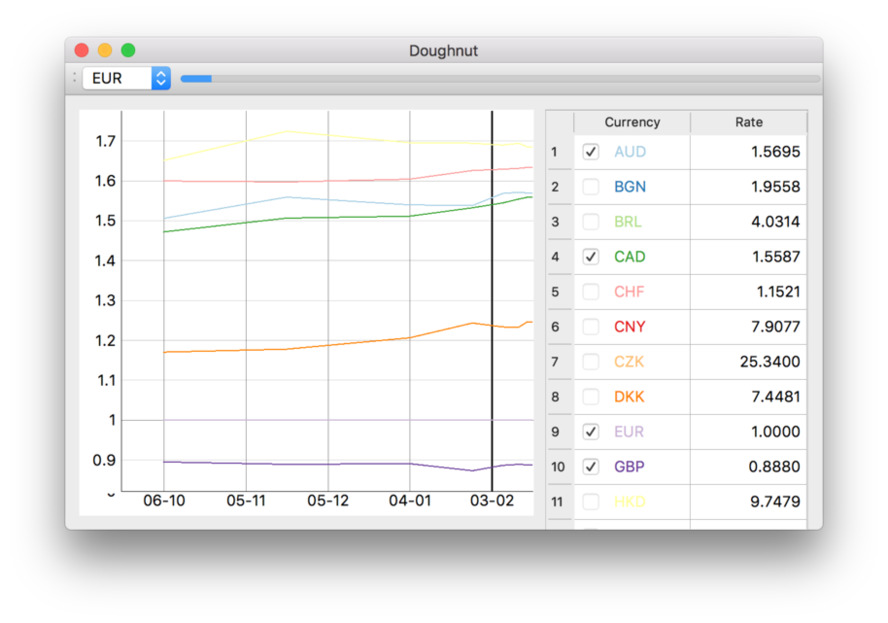 Doughnut
EUR
1.7
1.6
1.5
1.4
1.3
1.2
1.1
1
0.9
06-10 05-11 05-12 04-01 03-02
Currency Rate
1 AUD 1.5695
2 BGN 1.9558
3 BRL 4.0314
4 CAD 1.5587
5 CHF 1.1521
6 CNY 7.9077
7 CZK 25.3400
8 DKK 7.4481
9 EUR 1.0000
10 GBP 0.8880
11 HKD 9.7479